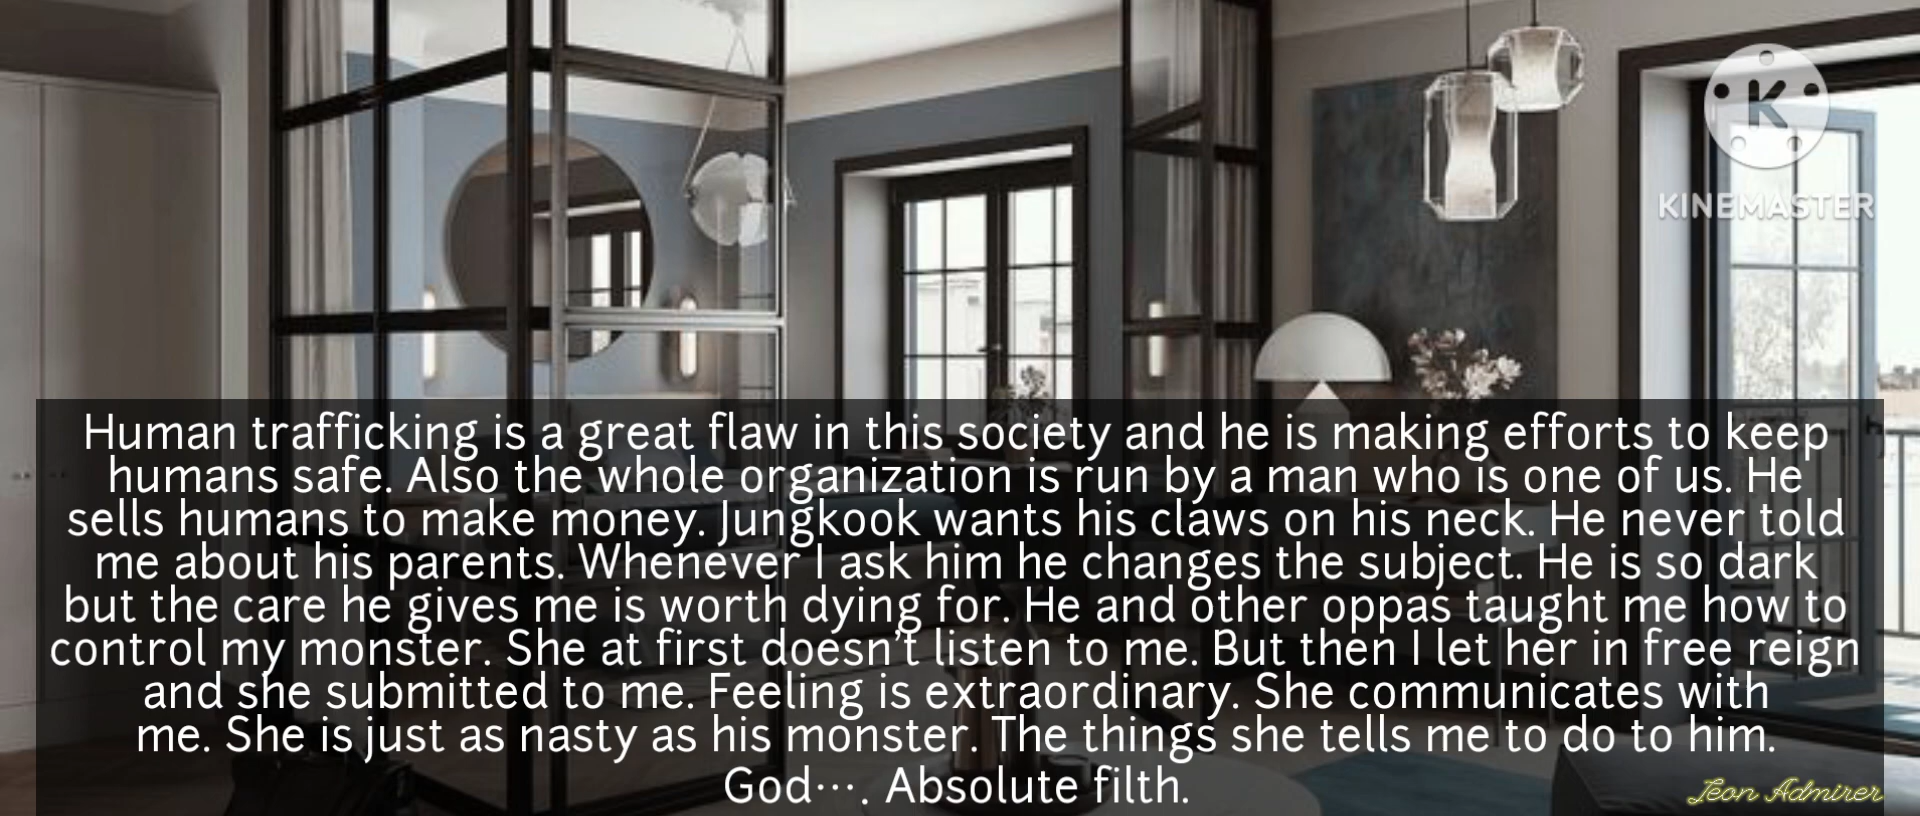 KINEMASTER
Human trafficking is a great flaw in this society and he is making efforts to keep
humans safe. Also the whole organization is run by a man who is one of us. He
sells humans to make money. Jungkook wants his claws on his neck. He never told
me about his parents. Whenever I ask him he changes the subject. He is so dark
but the care he gives me is worth dying for. He and other oppas taught me how to
control my monster. She at first doesn't listen to me. But then I let her in free reign
and she submitted to me. Feeling is extraordinary. She communicates with
me. She is just as nasty as his monster. The things she tells me to do to him.
God…. Absolute filth.
Leon Admirer